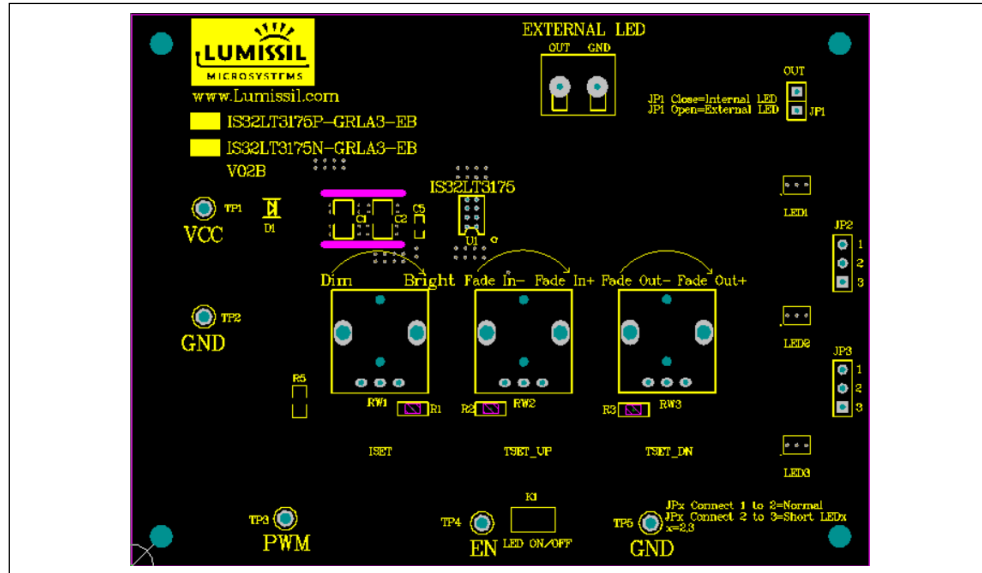 LUMISSIL
MICROSYSTEMS
www.Lumissil.com
IS32LT3175P-GRLA3-EB
IS32LT3175N-GRLA3-EB
V02B
EXTERNAL LED
OUT GND
OUT
JP1 Close=Internal LED
JP1 Open=External LED
JP1
IS32LT3175
TP1
VCC
D1
C1
C2
C5
U1
LED1
JP2
1
2
3
Dim Bright
Fade In- Fade In+
Fade Out- Fade Out+
TP2
GND
LED2
JP3
1
2
3
R5
RW1
R1
R2
RW2
R3
RW3
ISET
TSET_UP
TSET_DN
LED3
TP3
PWM
TP4
EN
K1
LED ON/OFF
TP5
GND
JPx Connect 1 to 2=Normal
JPx Connect 2 to 3=Short LEDx
x=2,3